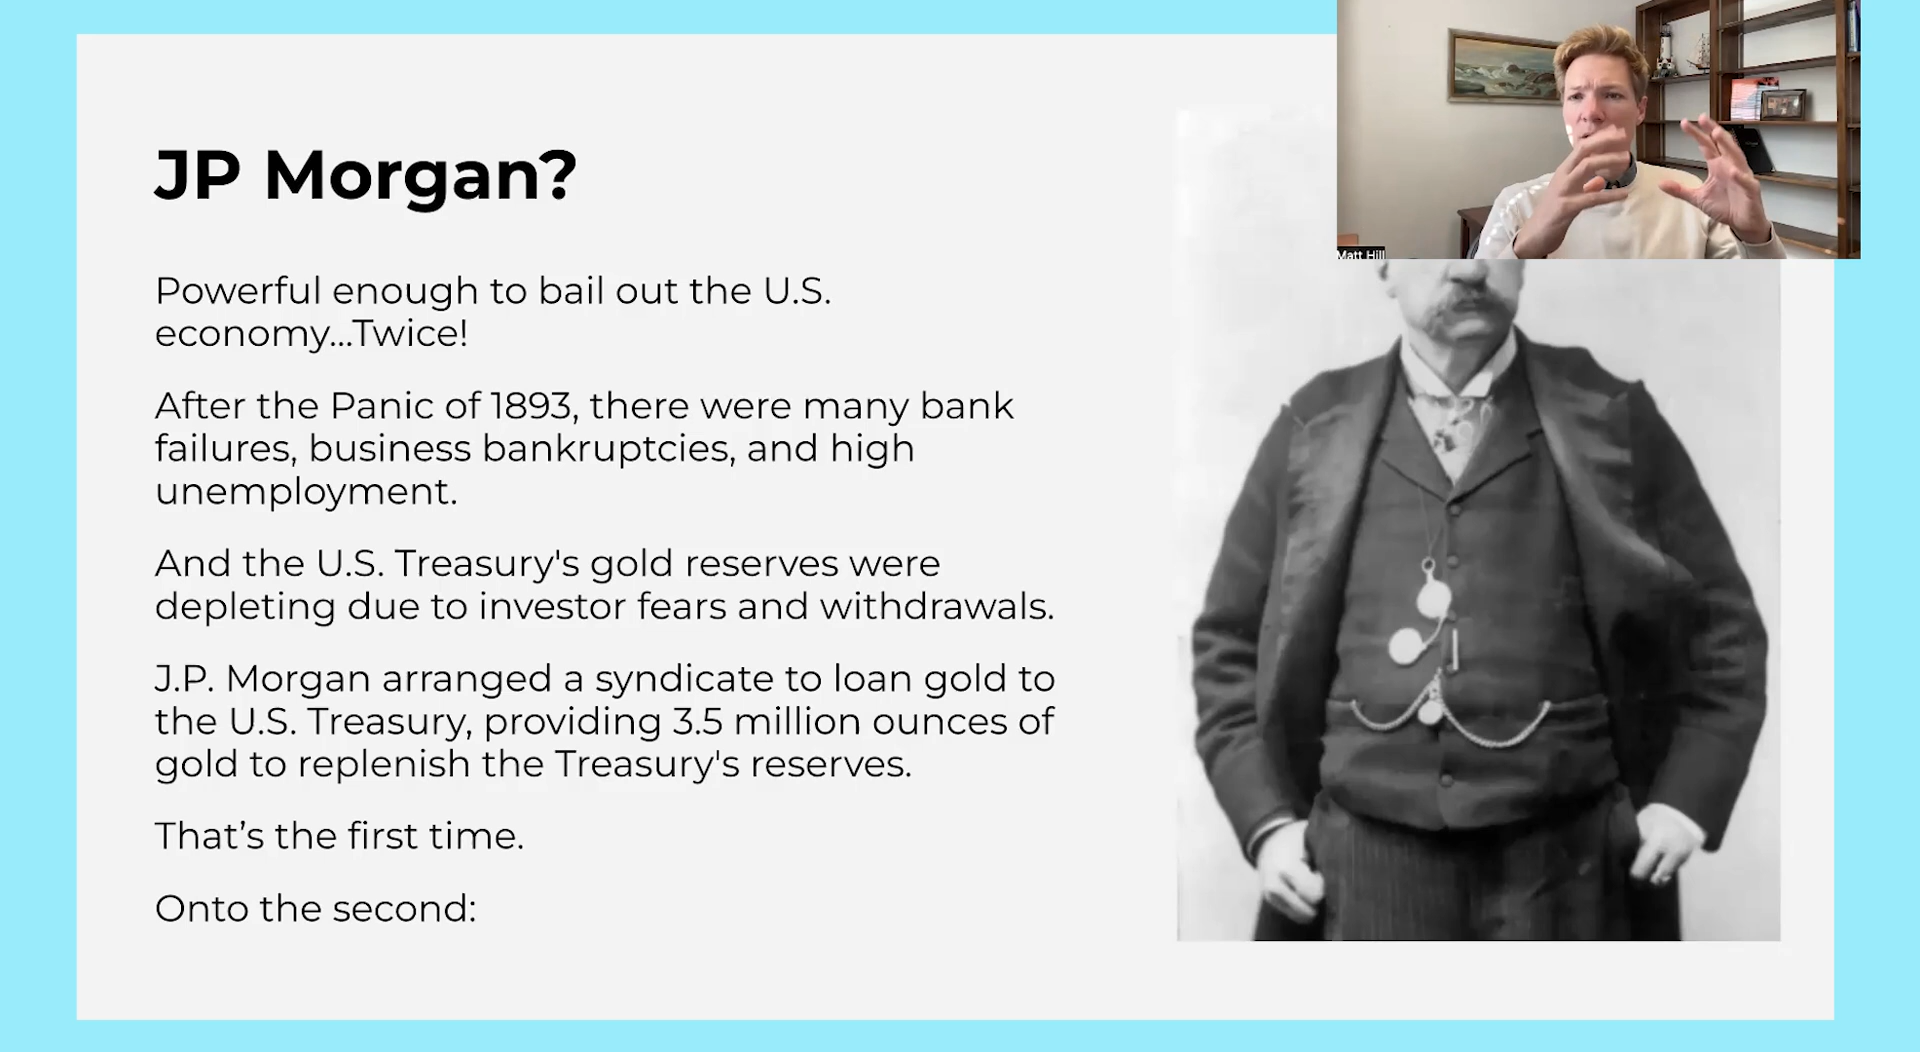 JP Morgan?
Powerful enough to bail out the U.S.
economy...Twice!
After the Panic of 1893, there were many bank
failures, business bankruptcies, and high
unemployment.
And the U.S. Treasury's gold reserves were
depleting due to investor fears and withdrawals.
J.P. Morgan arranged a syndicate to loan gold to
the U.S. Treasury, providing 3.5 million ounces of
gold to replenish the Treasury's reserves.
That’s the first time.
Onto the second:
Matt Hill